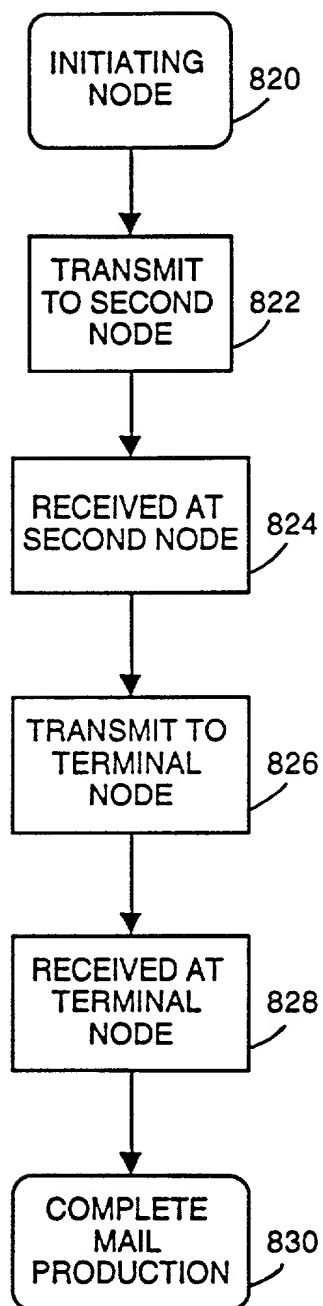 INITIATING
NODE
820
TRANSMIT
TO SECOND
NODE
822
RECEIVED AT
SECOND NODE
824
TRANSMIT TO
TERMINAL
NODE
826
RECEIVED AT
TERMINAL
NODE
828
COMPLETE
MAIL
PRODUCTION
830